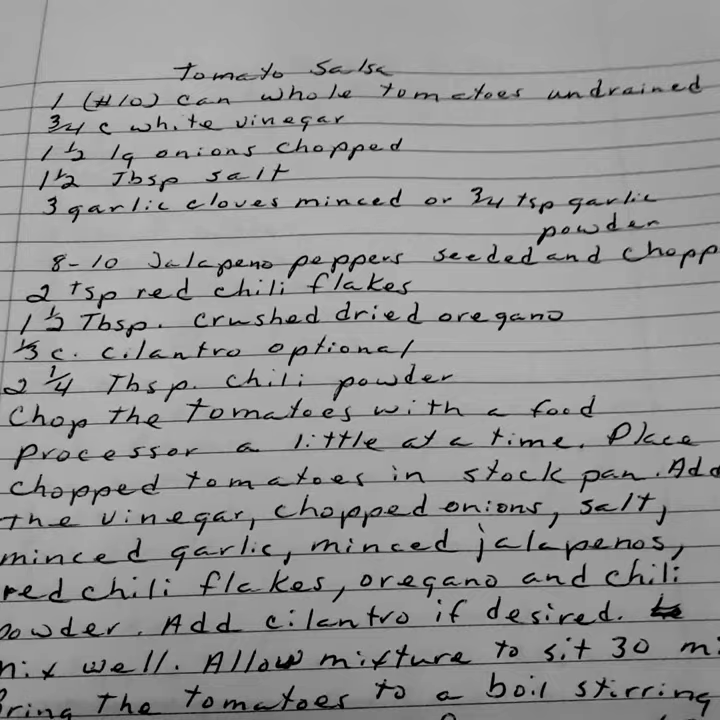 Tomato Salsa
1 (#10) can whole tomatoes undrained
3/4 c white vinegar
1 1/2 lg onions chopped
1 1/2 Tbsp salt
3 garlic cloves minced or 3/4 tsp garlic
powder
8-10 Jalapeno peppers seeded and chopp
2 tsp red chili flakes
1 1/2 Tbsp. crushed dried oregano
1/3 c. cilantro optional
2 1/4 Tbsp. chili powder
Chop the tomatoes with a food
processor a little at a time. Place
chopped tomatoes in stock pan. Add
the vinegar, chopped onions, salt,
minced garlic, minced jalapenos,
red chili flakes, oregano and chili
powder. Add cilantro if desired.
mix well. Allow mixture to sit 30 mi
Bring the tomatoes to a boil stirring